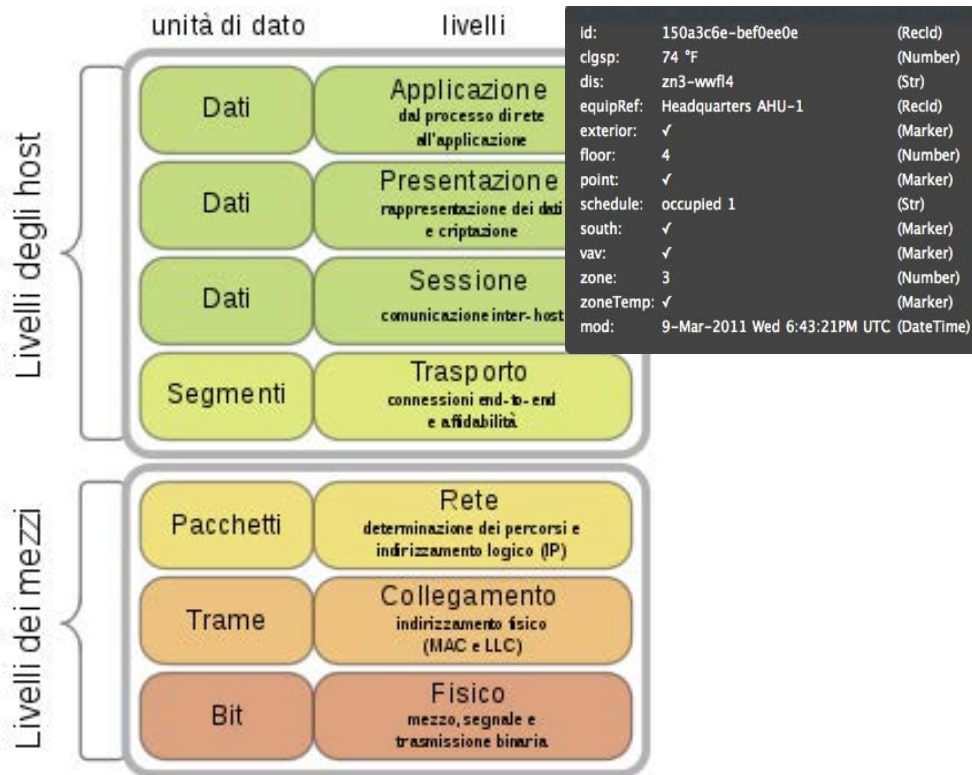 unità di dato livelli
Livelli degli host
Dati
Applicazione
dal processo di rete
all'applicazione
Dati
Presentazione
rappresentazione dei dati
e criptazione
Dati
Sessione
comunicazione inter-host
Segmenti
Trasporto
connessioni end-to-end
e affidabilità
Livelli dei mezzi
Pacchetti
Rete
determinazione dei percorsi e
indirizzamento logico (IP)
Trame
Collegamento
indirizzamento fisico
(MAC e LLC)
Bit
Fisico
mezzo, segnale e
trasmissione binaria
id: 150a3c6e-bef0ee0e (RecId)
clgsp: 74 °F (Number)
dis: zn3-wwfl4 (Str)
equipRef: Headquarters AHU-1 (RecId)
exterior: ✓ (Marker)
floor: 4 (Number)
point: ✓ (Marker)
schedule: occupied 1 (Str)
south: ✓ (Marker)
vav: ✓ (Marker)
zone: 3 (Number)
zoneTemp: ✓ (Marker)
mod: 9-Mar-2011 Wed 6:43:21PM UTC (DateTime)